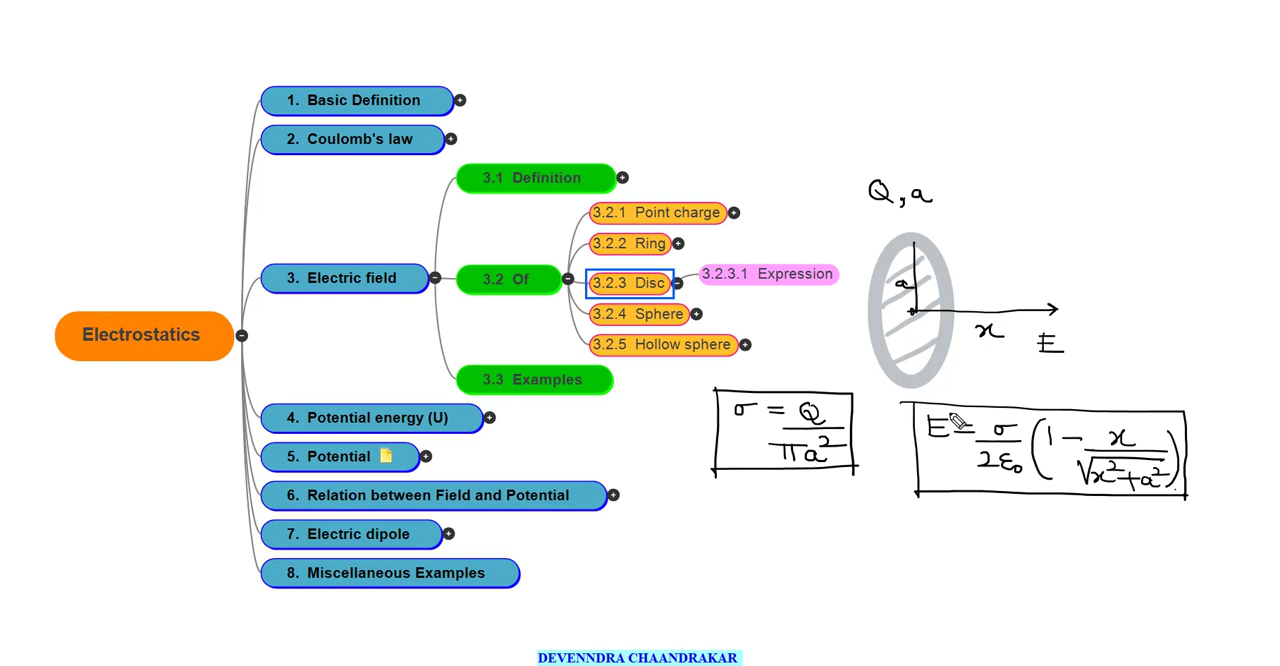 Electrostatics
1. Basic Definition
2. Coulomb's law
3. Electric field
3.1 Definition
3.2 Of
3.2.1 Point charge
3.2.2 Ring
3.2.3 Disc
3.2.3.1 Expression
3.2.4 Sphere
3.2.5 Hollow sphere
3.3 Examples
4. Potential energy (U)
5. Potential
6. Relation between Field and Potential
7. Electric dipole
8. Miscellaneous Examples
Q, a
a
x
E
σ = Q / πa²
E = σ / 2ε₀ (1 − x / √x² + a²)
DEVENNDRA CHAANDRAKAR